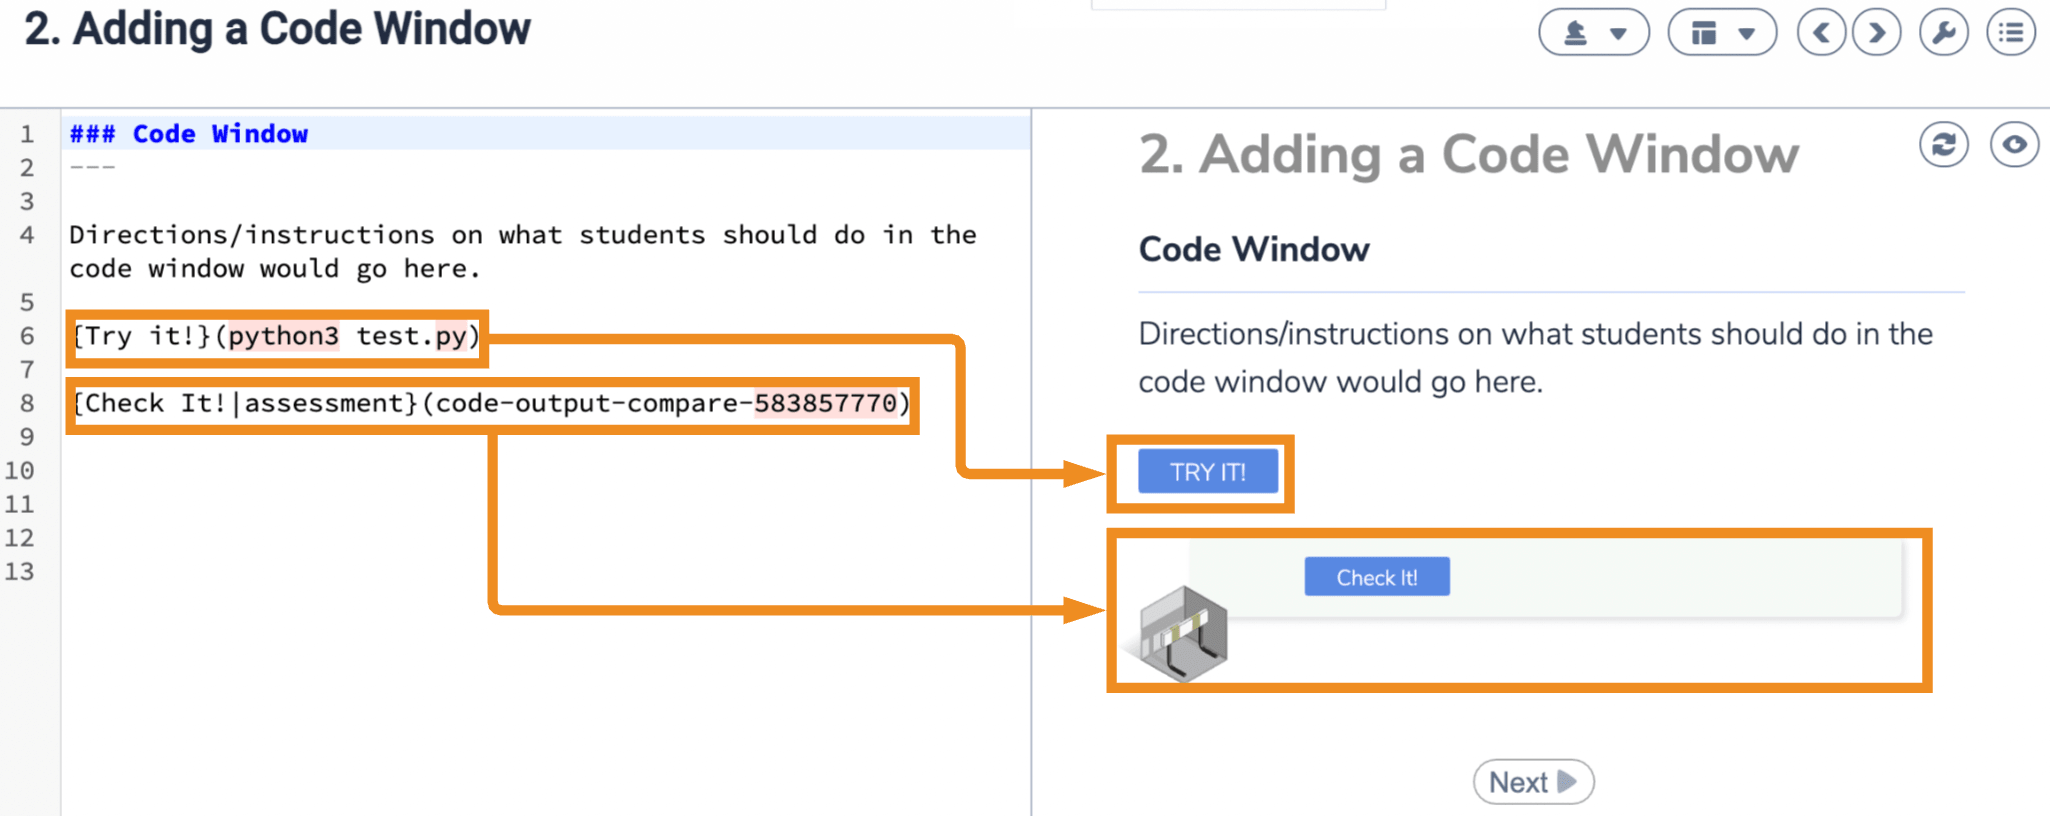 2. Adding a Code Window
1 ### Code Window
2 ---
3
4 Directions/instructions on what students should do in the
code window would go here.
5
6 {Try it!}(python3 test.py)
7
8 {Check It!|assessment}(code-output-compare-583857770)
9
10
11
12
13
2. Adding a Code Window
Code Window
Directions/instructions on what students should do in the
code window would go here.
TRY IT!
Check It!
Next